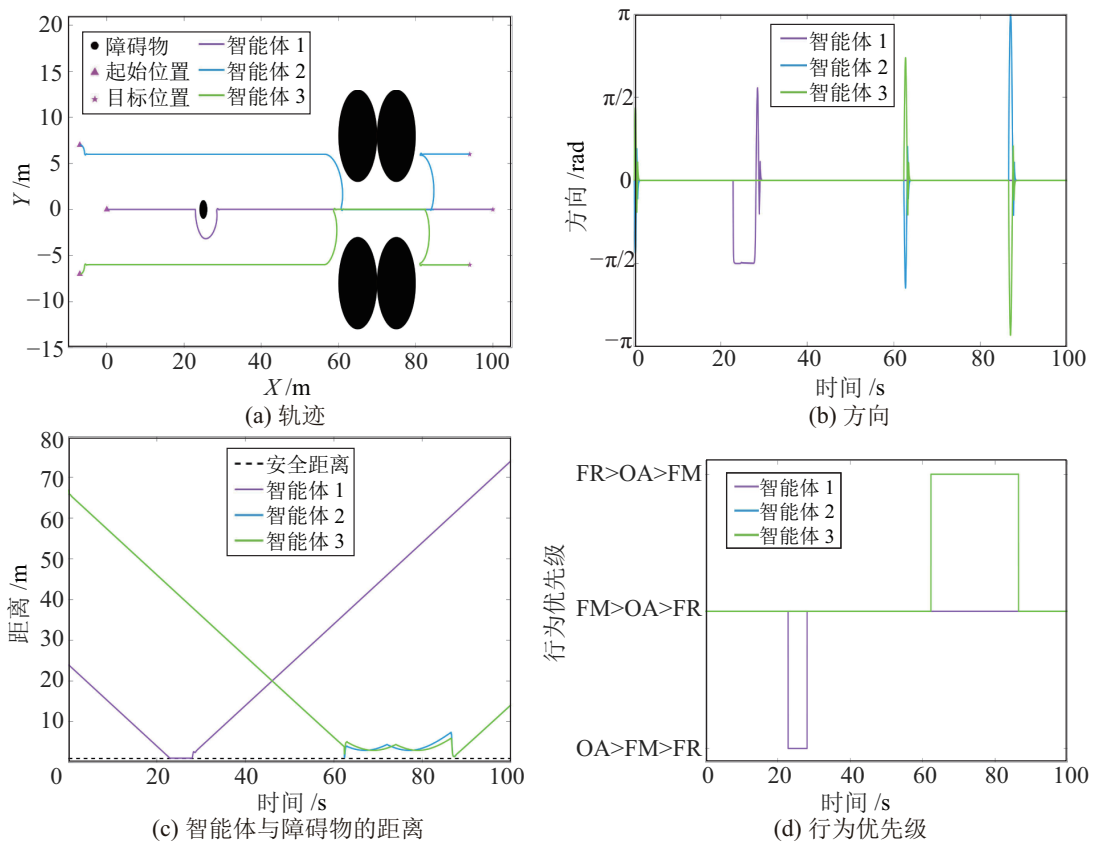 20
15
10
5
0
−5
−10
−15
Y /m
障碍物
起始位置
目标位置
智能体 1
智能体 2
智能体 3
0
20
40
60
80
100
X /m
(a) 轨迹
π
π/2
0
−π/2
−π
方向 /rad
智能体 1
智能体 2
智能体 3
0
20
40
60
80
100
时间 /s
(b) 方向
80
70
60
50
40
30
20
10
距离 /m
安全距离
智能体 1
智能体 2
智能体 3
0
20
40
60
80
100
时间 /s
(c) 智能体与障碍物的距离
FR>OA>FM
FM>OA>FR
OA>FM>FR
行为优先级
智能体 1
智能体 2
智能体 3
0
20
40
60
80
100
时间 /s
(d) 行为优先级